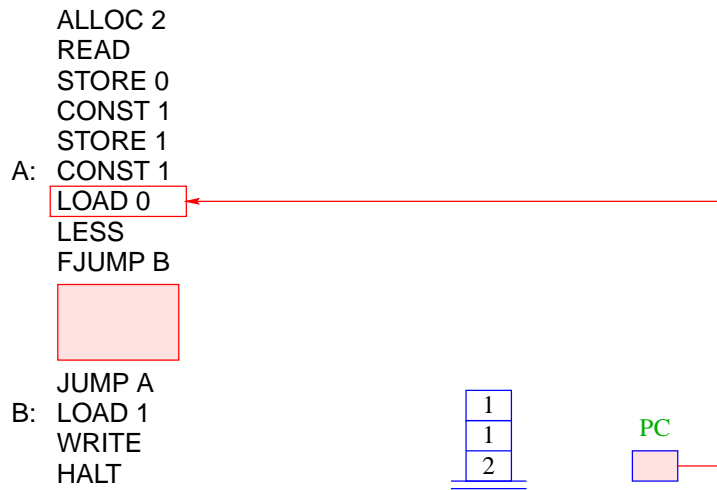 ALLOC 2
READ
STORE 0
CONST 1
STORE 1
A: CONST 1
LOAD 0
LESS
FJUMP B
JUMP A
B: LOAD 1
WRITE
HALT
1
1
2
PC